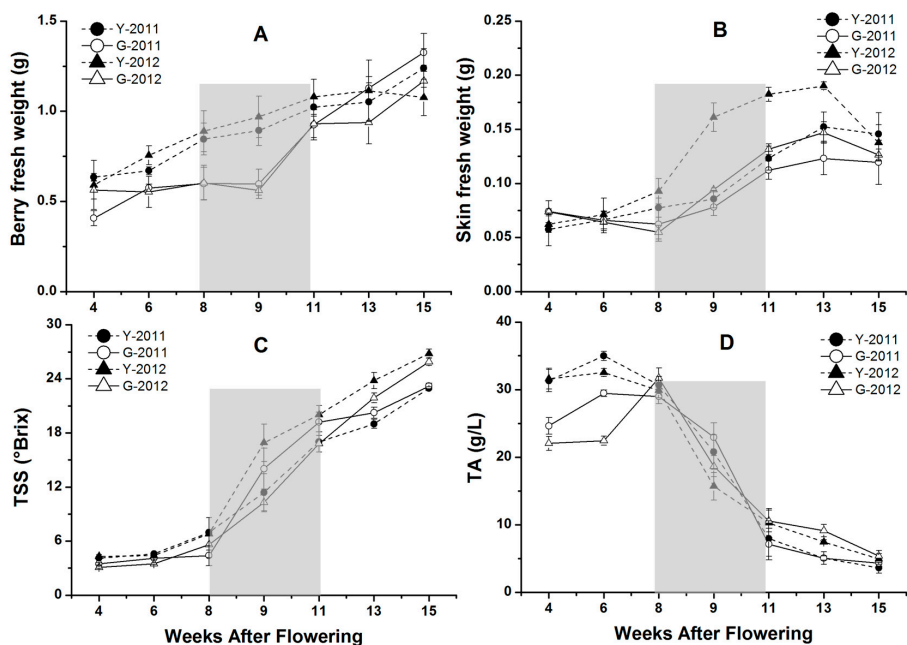 A
Y-2011
G-2011
Y-2012
G-2012
Berry fresh weight (g)
1.5
1.0
0.5
0.0
4 6 8 9 11 13 15
B
Y-2011
G-2011
Y-2012
G-2012
Skin fresh weight (g)
0.25
0.20
0.15
0.10
0.05
0.00
4 6 8 9 11 13 15
C
Y-2011
G-2011
Y-2012
G-2012
TSS (°Brix)
30
24
18
12
6
0
4 6 8 9 11 13 15
Weeks After Flowering
D
Y-2011
G-2011
Y-2012
G-2012
TA (g/L)
40
30
20
10
0
4 6 8 9 11 13 15
Weeks After Flowering